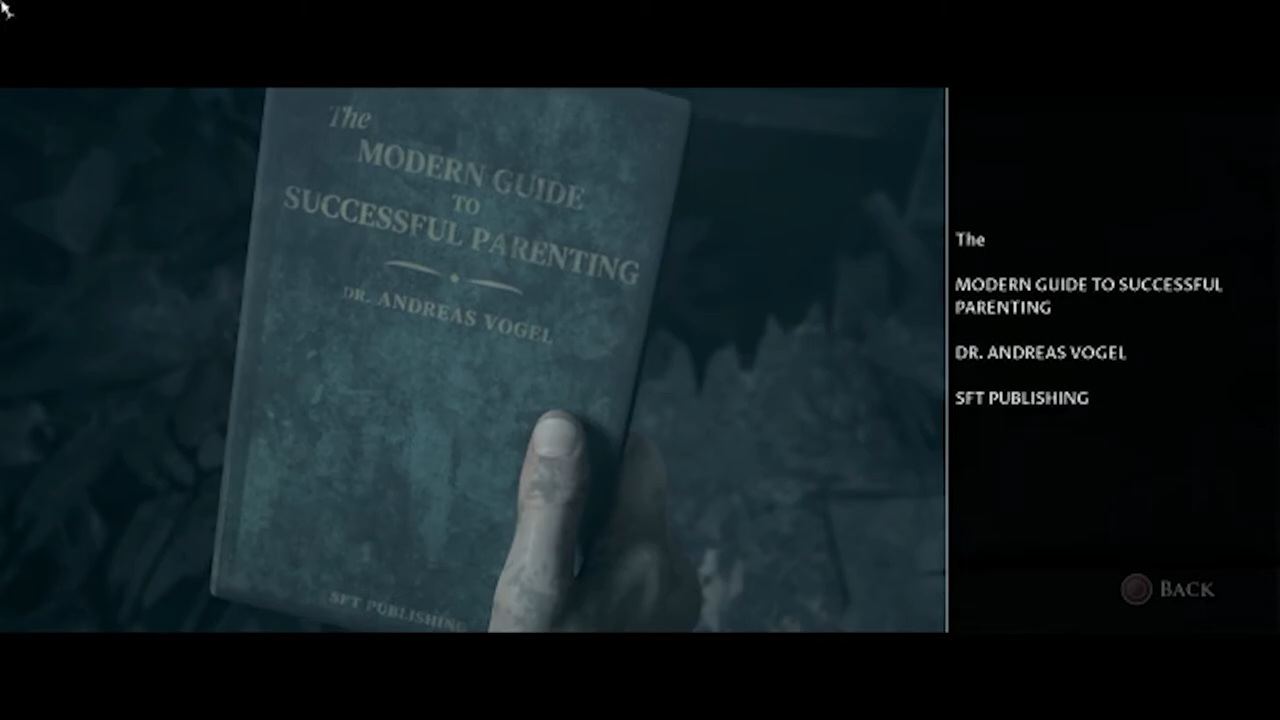 The
MODERN GUIDE
TO
SUCCESSFUL PARENTING
DR. ANDREAS VOGEL
SFT PUBLISHING
The
MODERN GUIDE TO SUCCESSFUL
PARENTING
DR. ANDREAS VOGEL
SFT PUBLISHING
BACK